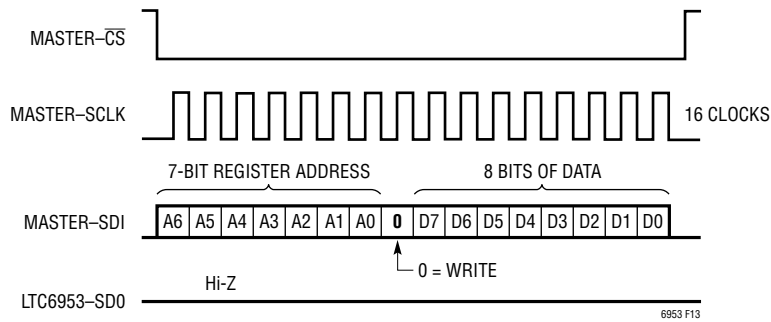 MASTER–CS
MASTER–SCLK
16 CLOCKS
7-BIT REGISTER ADDRESS
8 BITS OF DATA
MASTER–SDI
A6 A5 A4 A3 A2 A1 A0 0 D7 D6 D5 D4 D3 D2 D1 D0
0 = WRITE
Hi-Z
LTC6953–SD0
6953 F13